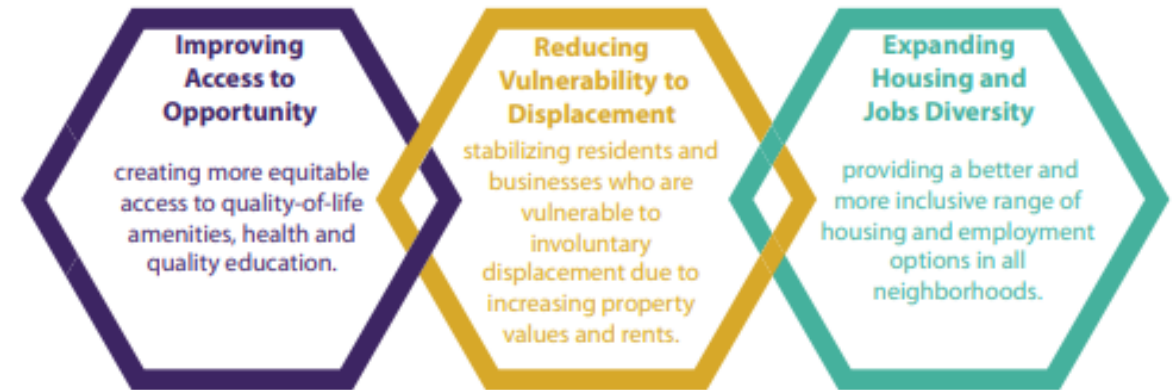 Improving
Access to
Opportunity
creating more equitable
access to quality-of-life
amenities, health and
quality education.
Reducing
Vulnerability to
Displacement
stabilizing residents and
businesses who are
vulnerable to
involuntary
displacement due to
increasing property
values and rents.
Expanding
Housing and
Jobs Diversity
providing a better and
more inclusive range of
housing and employment
options in all
neighborhoods.